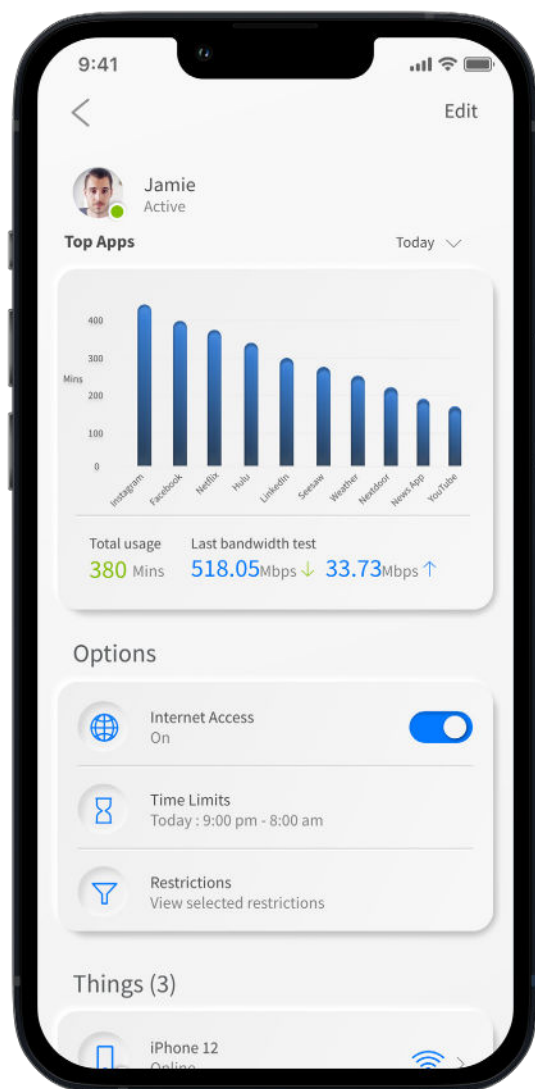 9:41
Edit
Jamie
Active
Top Apps
Today
400
300
Mins
200
100
0
Instagram
Facebook
Netflix
Hulu
LinkedIn
Seesaw
Weather
Nextdoor
News App
YouTube
Total usage
Last bandwidth test
380 Mins
518.05Mbps ↓ 33.73Mbps ↑
Options
Internet Access
On
Time Limits
Today : 9:00 pm - 8:00 am
Restrictions
View selected restrictions
Things (3)
iPhone 12
Online